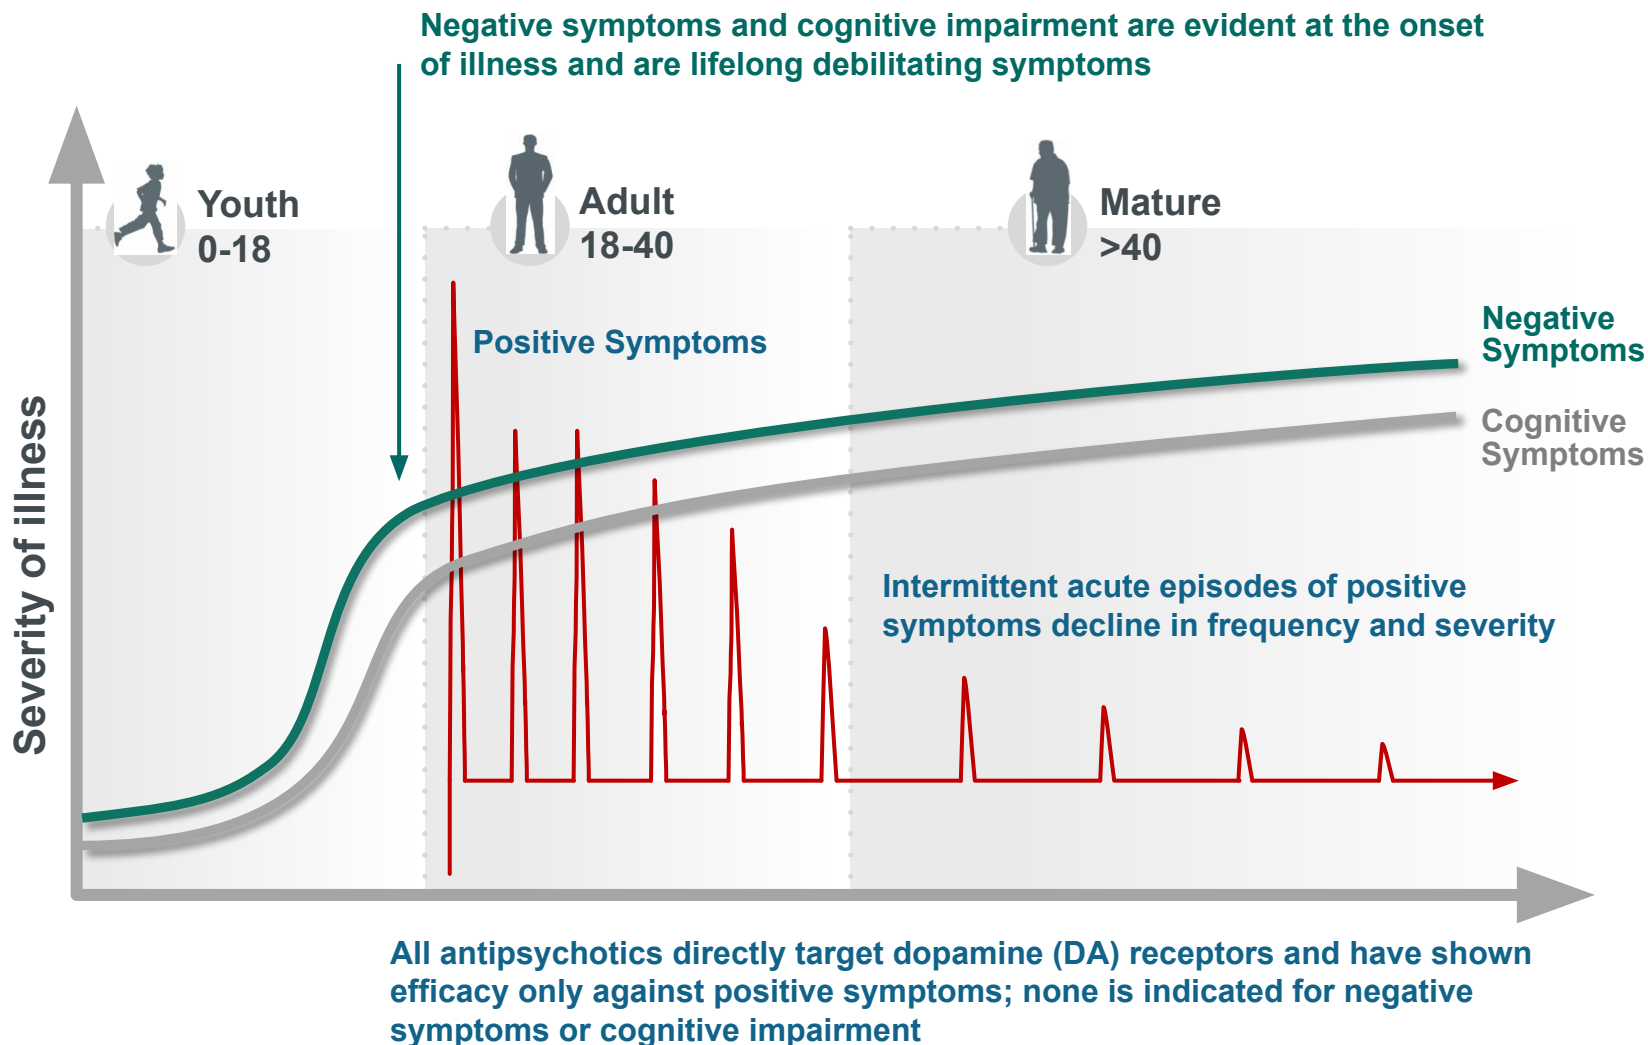 Negative symptoms and cognitive impairment are evident at the onset
of illness and are lifelong debilitating symptoms
Youth
0-18
Adult
18-40
Mature
>40
Positive Symptoms
Negative
Symptoms
Cognitive
Symptoms
Severity of illness
Intermittent acute episodes of positive
symptoms decline in frequency and severity
All antipsychotics directly target dopamine (DA) receptors and have shown
efficacy only against positive symptoms; none is indicated for negative
symptoms or cognitive impairment